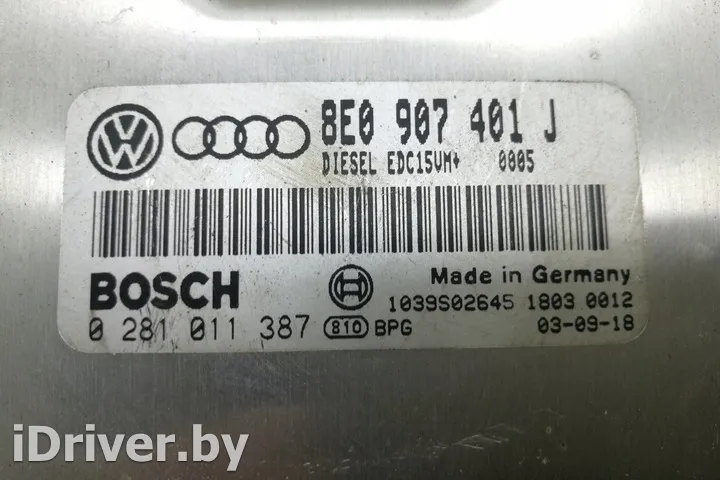 8E0 907 401 J
DIESEL EDC15VM+ 0005
BOSCH
Made in Germany
1039S02645 1803 0012
0 281 011 387 810 BPG 03-09-18
iDriver.by